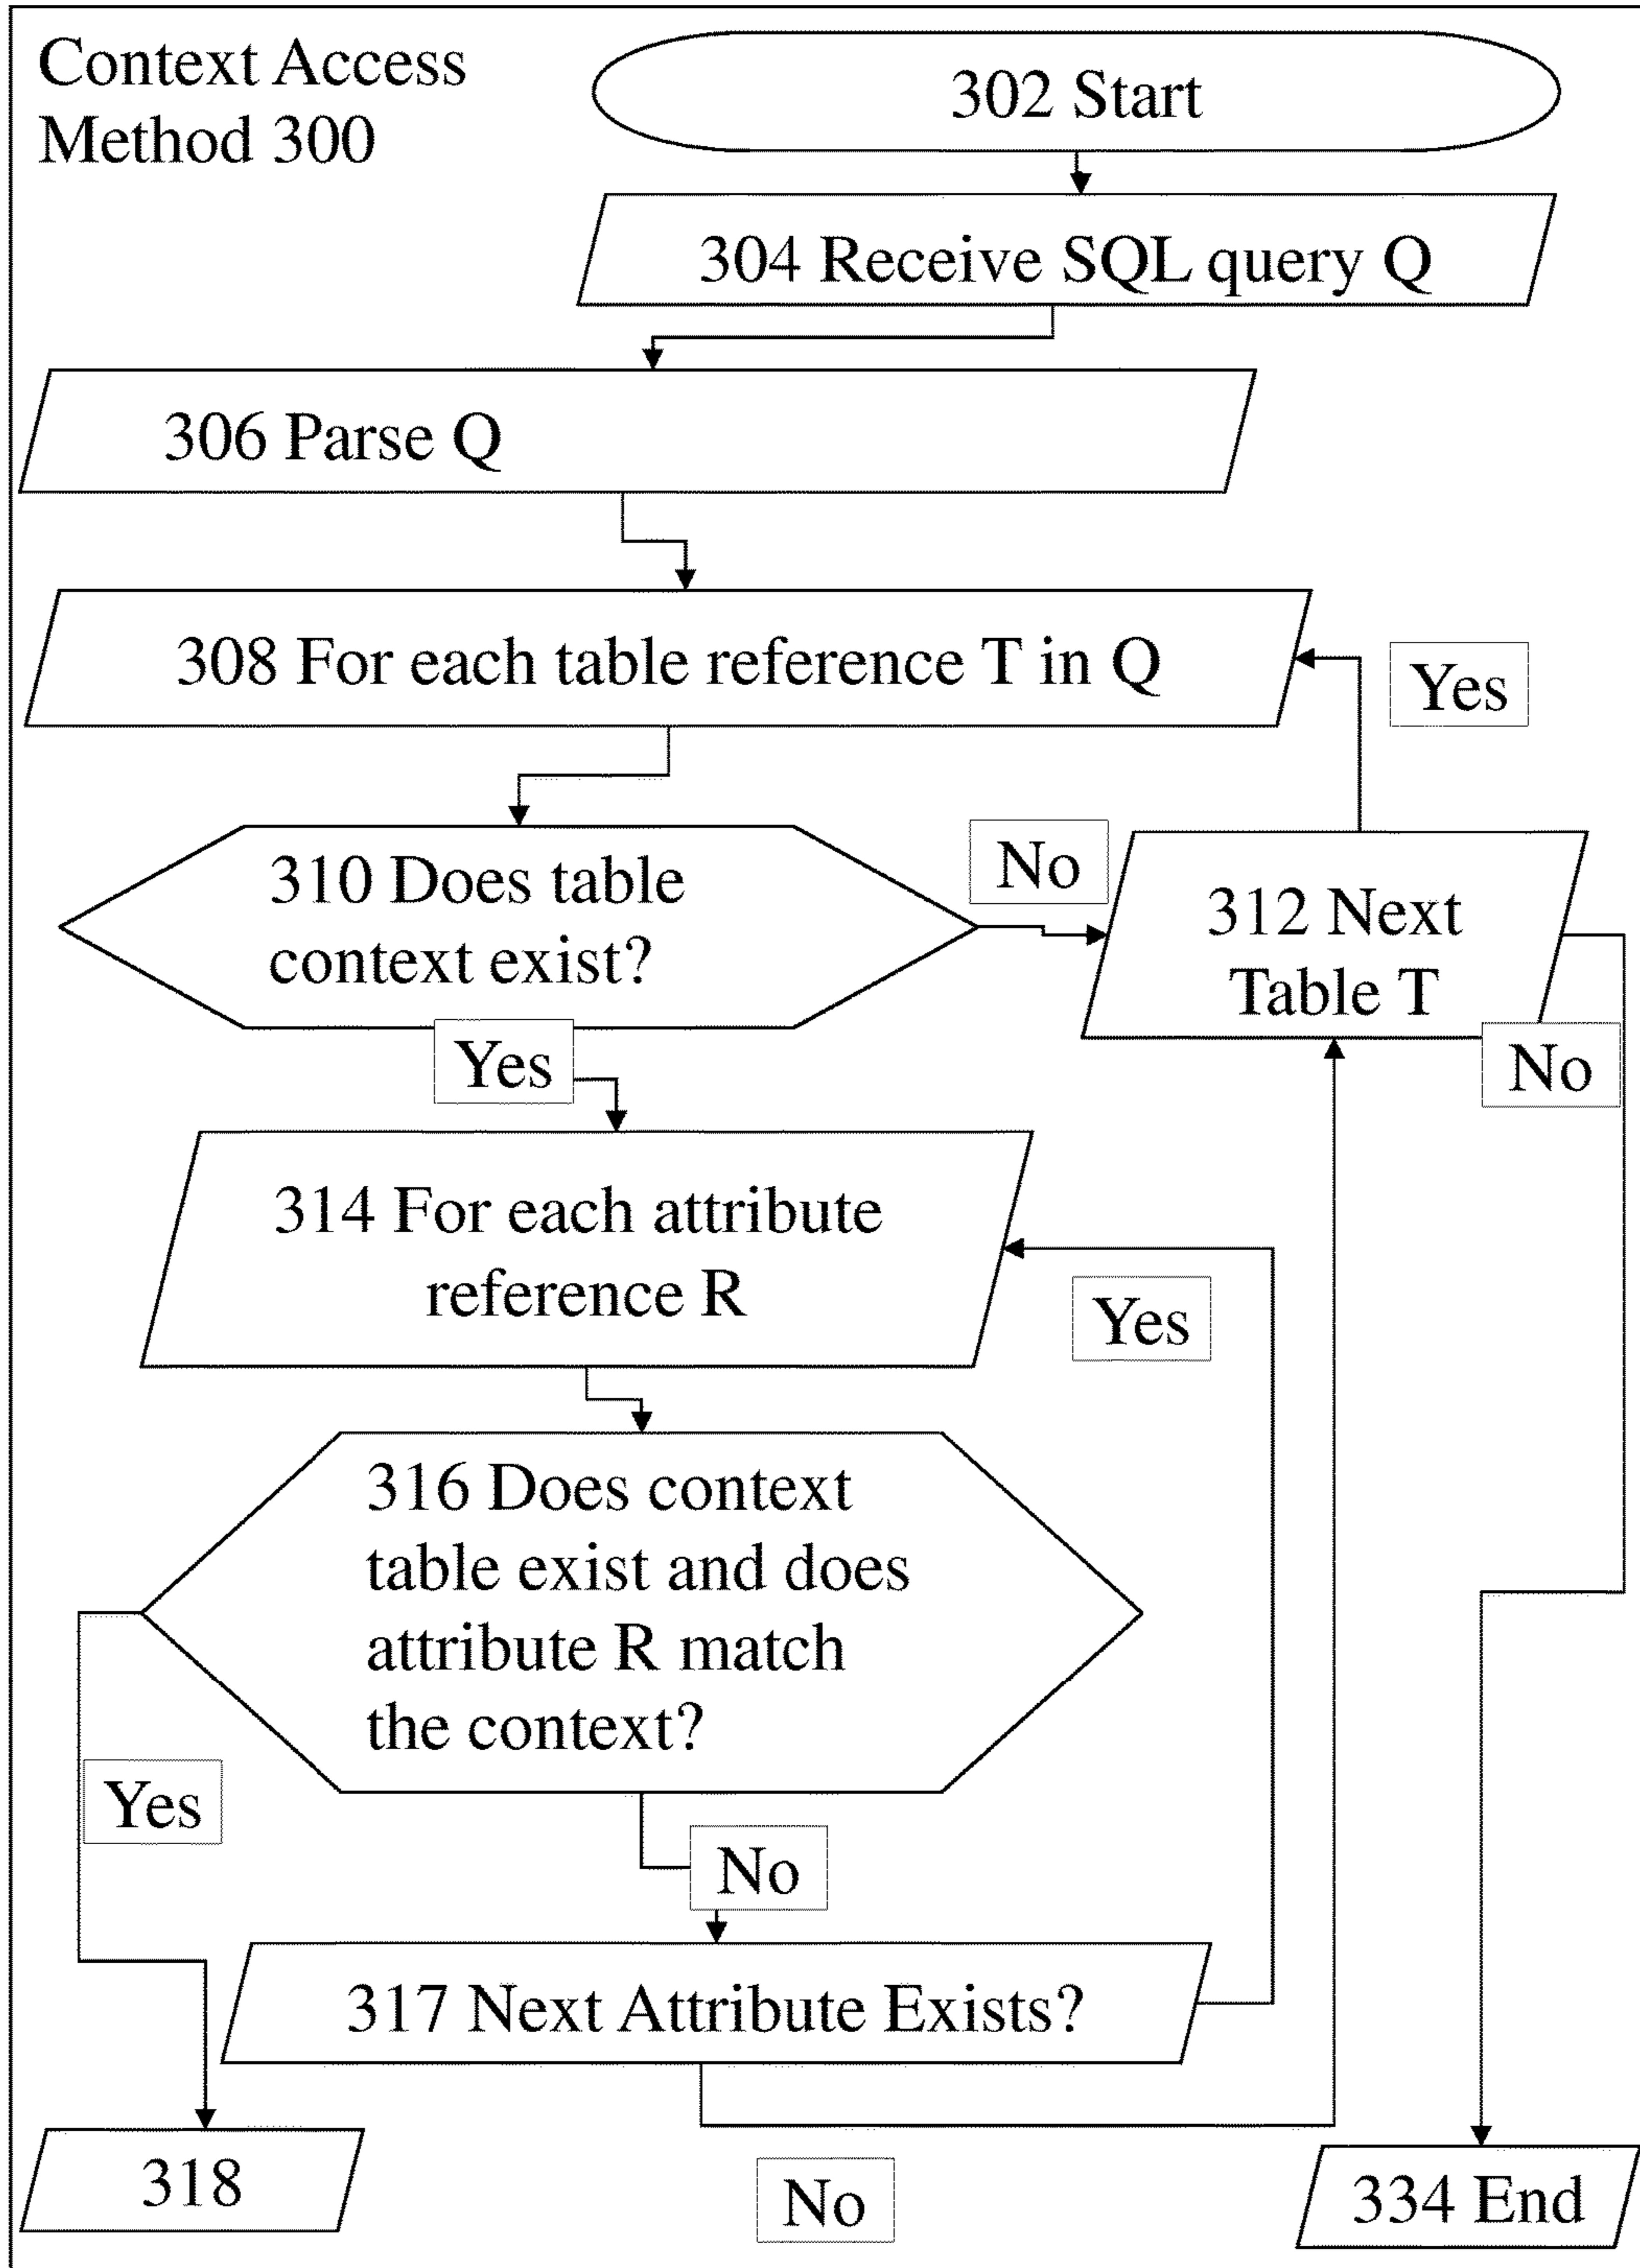 Context Access
Method 300
302 Start
304 Receive SQL query Q
306 Parse Q
308 For each table reference T in Q
Yes
310 Does table
context exist?
No
312 Next
Table T
Yes
No
314 For each attribute
reference R
Yes
316 Does context
table exist and does
attribute R match
the context?
Yes
No
317 Next Attribute Exists?
318
No
334 End